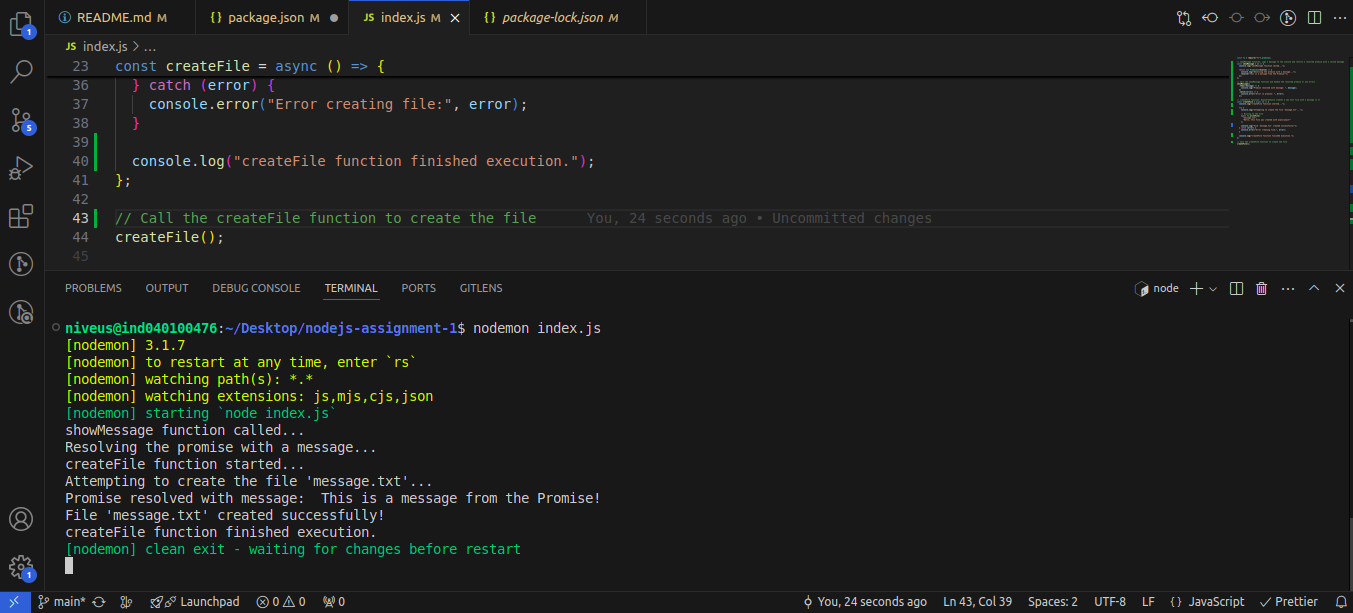 README.md M
{} package.json M
JS index.js M
{} package-lock.json M
JS index.js > ...
23 const createFile = async () => {
36 } catch (error) {
37 console.error("Error creating file:", error);
38 }
39
40 console.log("createFile function finished execution.");
41 };
42
43 // Call the createFile function to create the file You, 24 seconds ago • Uncommitted changes
44 createFile();
45
PROBLEMS OUTPUT DEBUG CONSOLE TERMINAL PORTS GITLENS
node
niveus@ind040100476:~/Desktop/nodejs-assignment-1$ nodemon index.js
[nodemon] 3.1.7
[nodemon] to restart at any time, enter `rs`
[nodemon] watching path(s): *.*
[nodemon] watching extensions: js,mjs,cjs,json
[nodemon] starting `node index.js`
showMessage function called...
Resolving the promise with a message...
createFile function started...
Attempting to create the file 'message.txt'...
Promise resolved with message:  This is a message from the Promise!
File 'message.txt' created successfully!
createFile function finished execution.
[nodemon] clean exit - waiting for changes before restart
1
5
1
main* Launchpad 0 0 0 You, 24 seconds ago Ln 43, Col 39 Spaces: 2 UTF-8 LF {} JavaScript Prettier